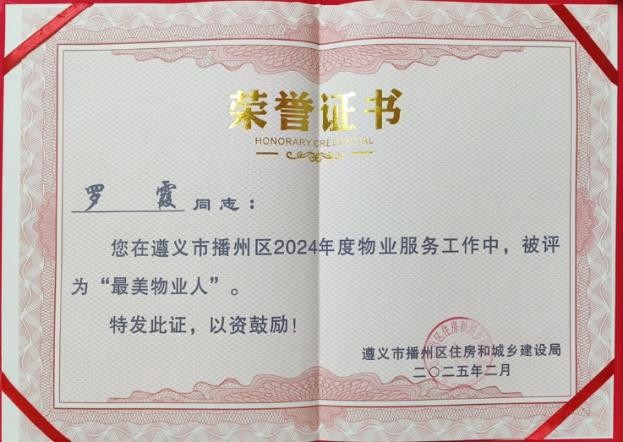 荣誉证书
HONORARY CREDENTIAL
罗 霞 同志：
您在遵义市播州区2024年度物业服务工作中，被评
为“最美物业人”。
特发此证，以资鼓励！
遵义市播州区住房和城乡建设局
二〇二五年二月